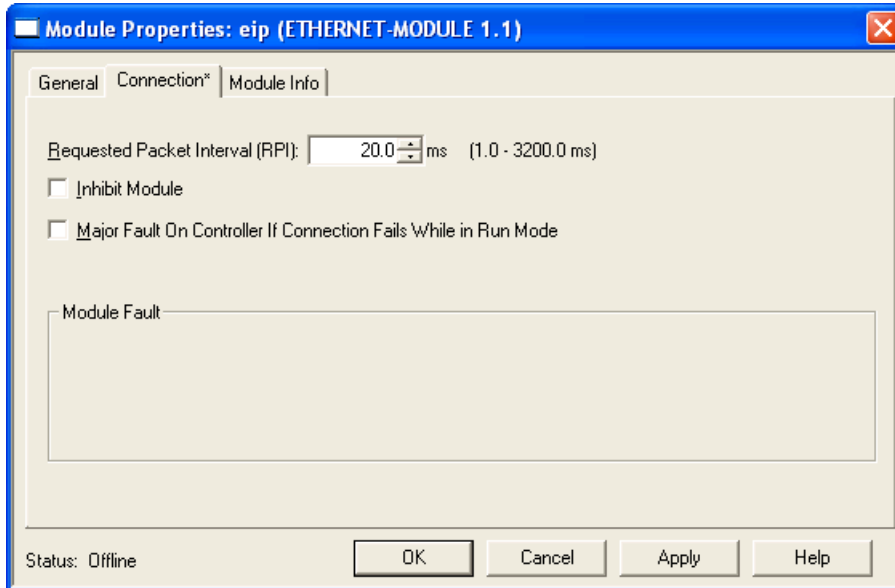 Module Properties: eip (ETHERNET-MODULE 1.1)
General Connection* Module Info
Requested Packet Interval (RPI): 20.0 ms (1.0 - 3200.0 ms)
Inhibit Module
Major Fault On Controller If Connection Fails While in Run Mode
Module Fault
Status: Offline OK Cancel Apply Help